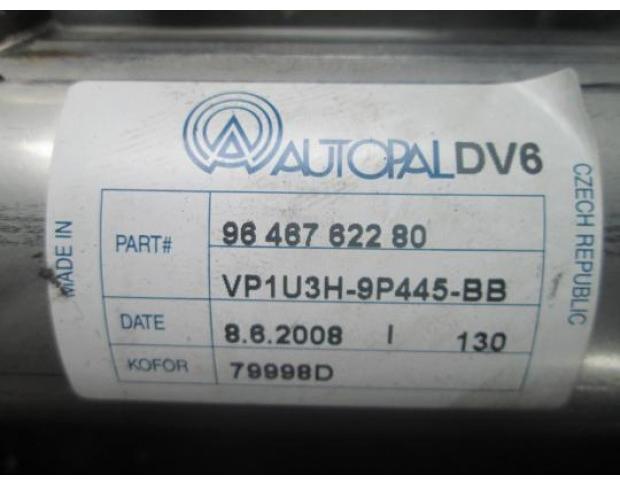 AUTOPAL DV6
MADE IN
CZECH REPUBLIC
PART# 96 467 622 80
VP1U3H-9P445-BB
DATE 8.6.2008 I 130
KOFOR 79998D